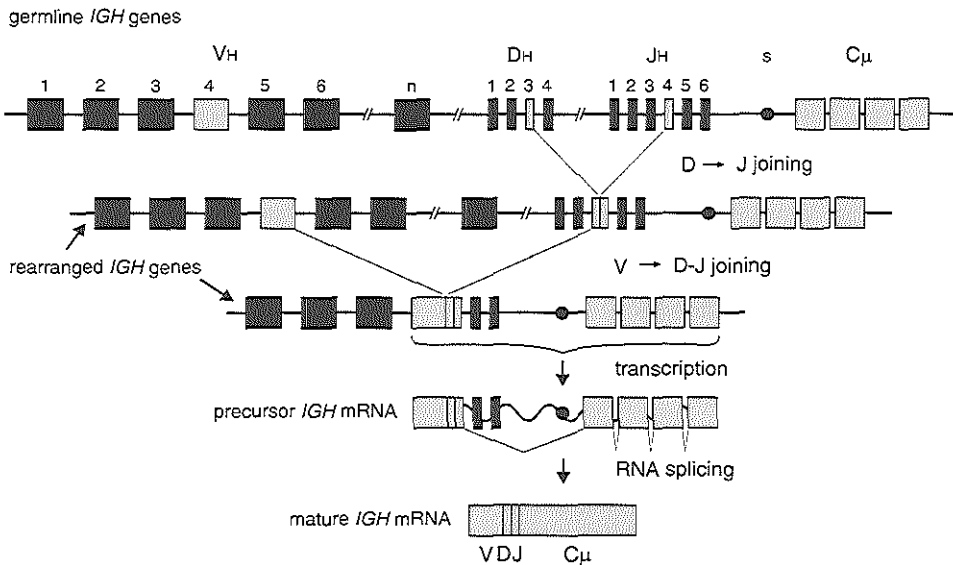 germline IGH genes
VH DH JH s Cμ
1 2 3 4 5 6 n 1 2 3 4 1 2 3 4 5 6
D → J joining
rearranged IGH genes
V → D-J joining
transcription
precursor IGH mRNA
RNA splicing
mature IGH mRNA
V D J Cμ